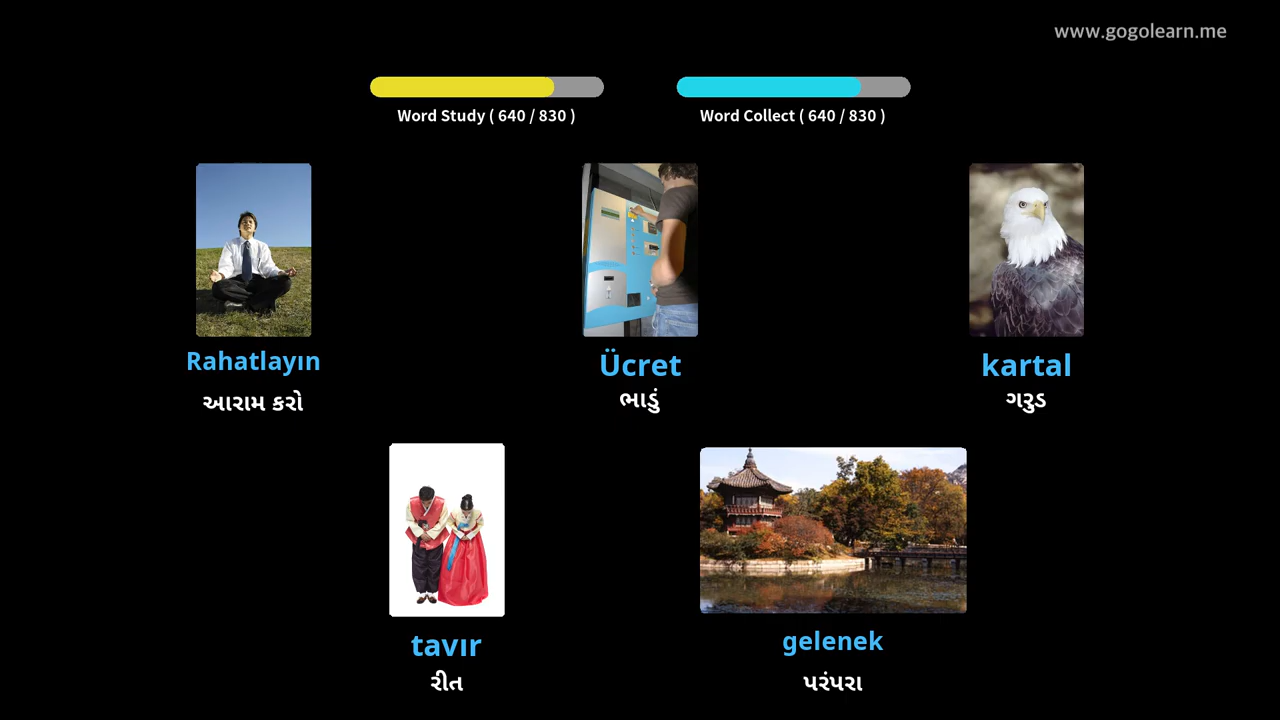 www.gogolearn.me
Word Study ( 640 / 830 )
Word Collect ( 640 / 830 )
Rahatlayın
આરામ કરો
Ücret
ભાડું
kartal
ગરુડ
tavır
રીત
gelenek
પરંપરા